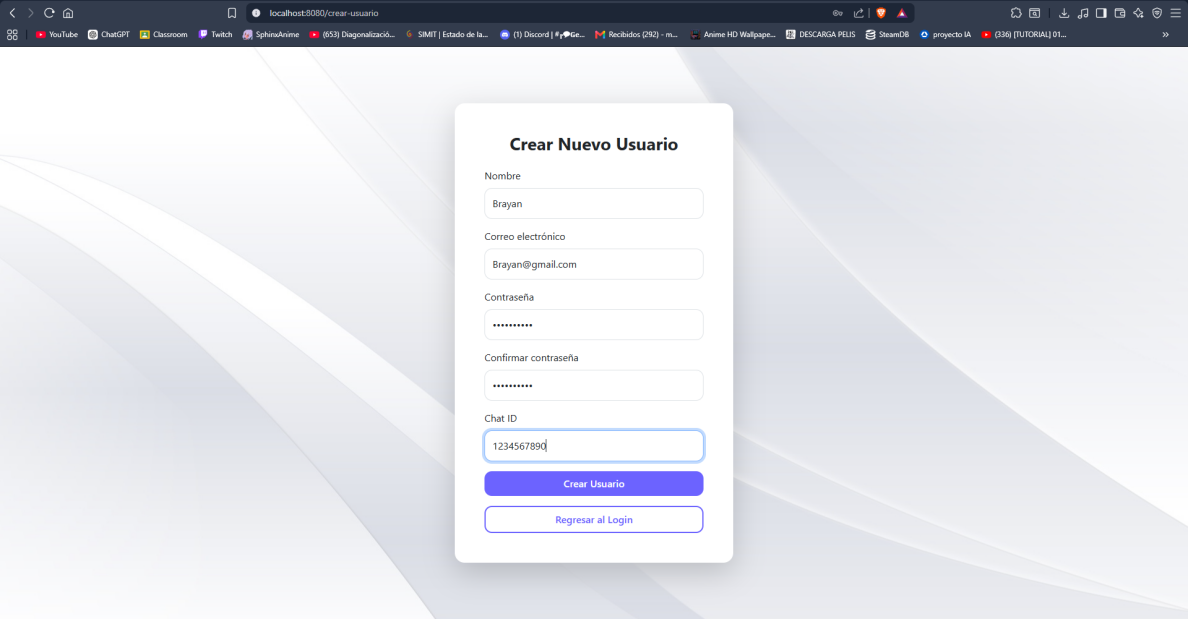 localhost:8080/crear-usuario
YouTube ChatGPT Classroom Twitch SphinxAnime (653) Diagonalizació... SIMIT | Estado de la... (1) Discord | Recibidos (292) - m... Anime HD Wallpape... DESCARGA PELIS SteamDB proyecto IA (336) [TUTORIAL] 01... »
Crear Nuevo Usuario
Nombre
Brayan
Correo electrónico
Brayan@gmail.com
Contraseña
••••••••••
Confirmar contraseña
••••••••••
Chat ID
1234567890
Crear Usuario
Regresar al Login